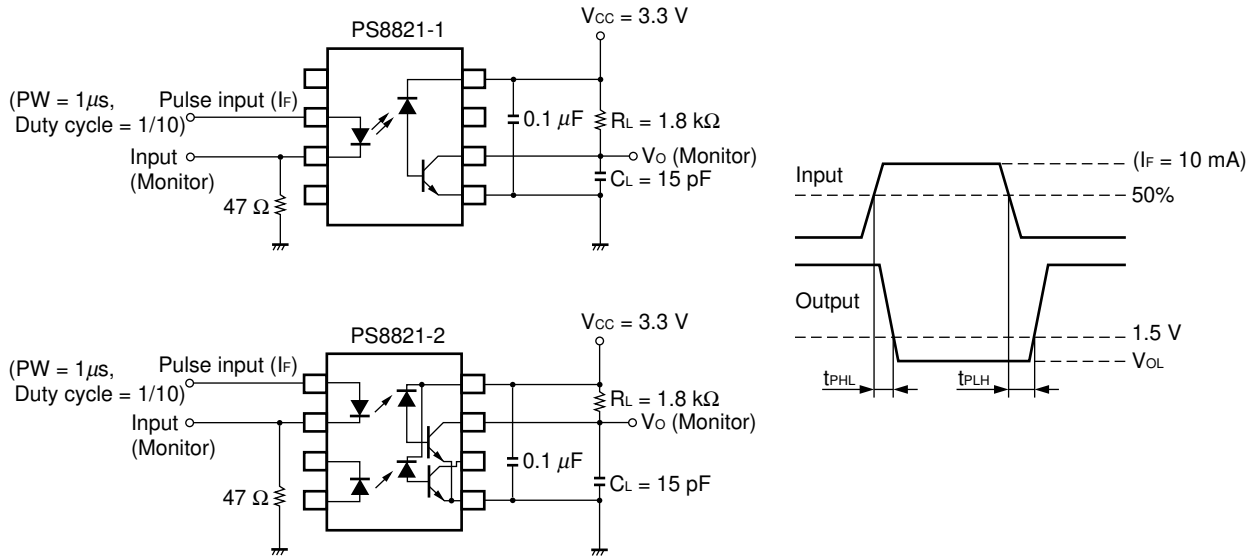 PS8821-1
VCC = 3.3 V
(PW = 1μs,
Duty cycle = 1/10)
Pulse input (IF)
Input
(Monitor)
47 Ω
0.1 μF
RL = 1.8 kΩ
VO (Monitor)
CL = 15 pF
PS8821-2
VCC = 3.3 V
(PW = 1μs,
Duty cycle = 1/10)
Pulse input (IF)
Input
(Monitor)
47 Ω
0.1 μF
RL = 1.8 kΩ
VO (Monitor)
CL = 15 pF
Input
(IF = 10 mA)
50%
Output
1.5 V
VOL
tPHL
tPLH